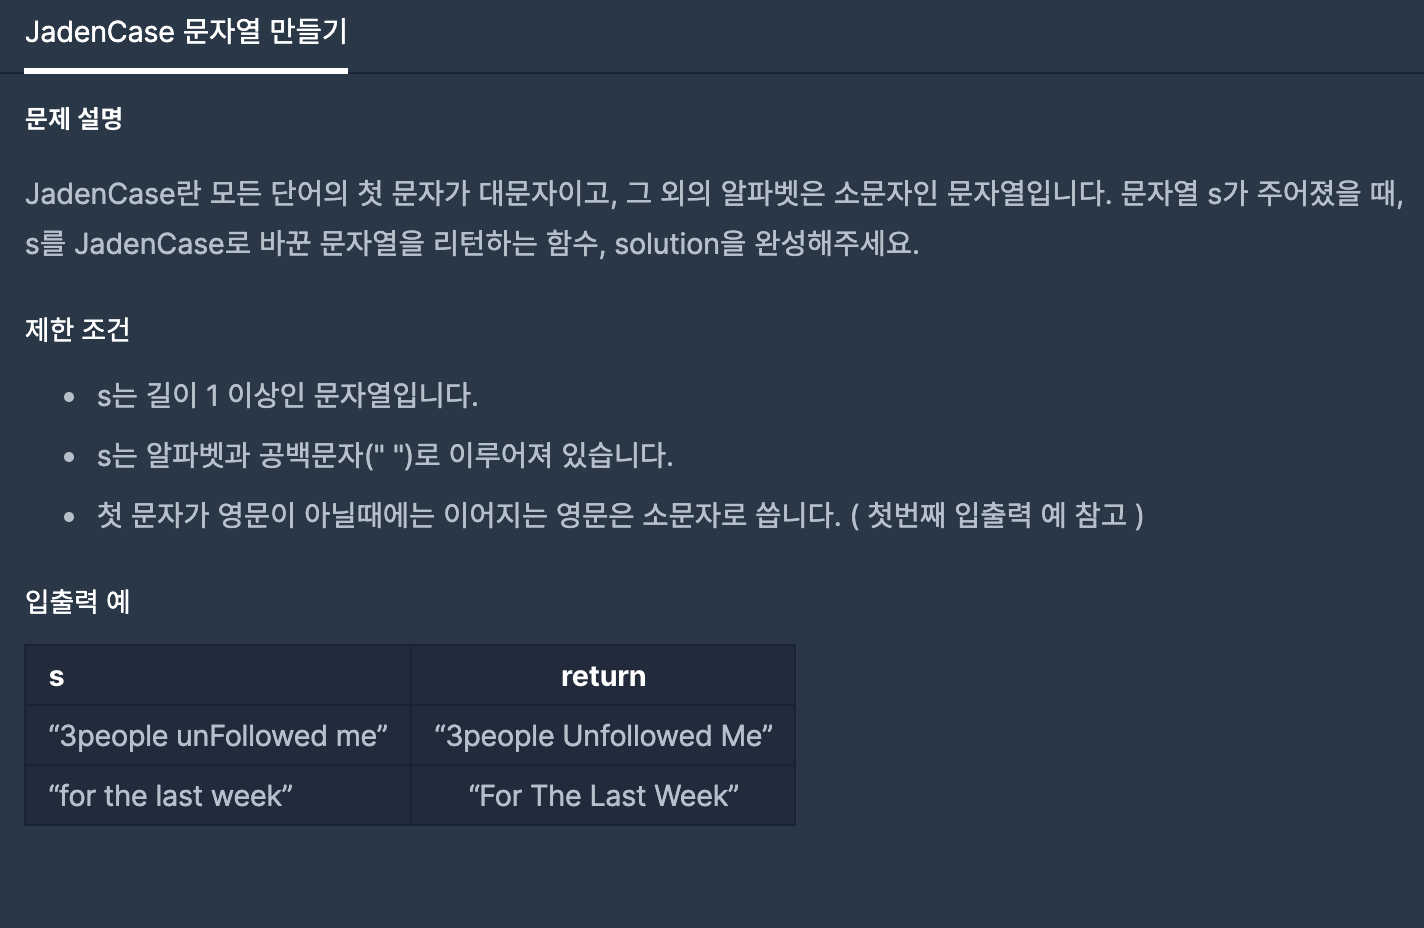 JadenCase 문자열 만들기
문제 설명
JadenCase란 모든 단어의 첫 문자가 대문자이고, 그 외의 알파벳은 소문자인 문자열입니다. 문자열 s가 주어졌을 때,
s를 JadenCase로 바꾼 문자열을 리턴하는 함수, solution을 완성해주세요.
제한 조건
• s는 길이 1 이상인 문자열입니다.
• s는 알파벳과 공백문자(" ")로 이루어져 있습니다.
• 첫 문자가 영문이 아닐때에는 이어지는 영문은 소문자로 씁니다. ( 첫번째 입출력 예 참고 )
입출력 예
s return
“3people unFollowed me” “3people Unfollowed Me”
“for the last week” “For The Last Week”